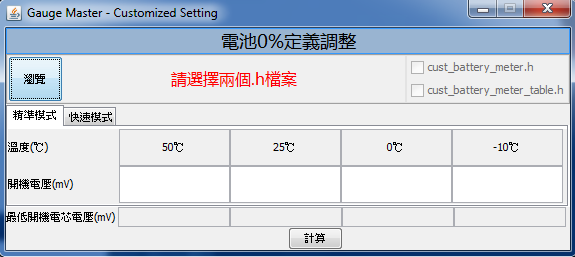 Gauge Master - Customized Setting
電池0%定義調整
瀏覽
請選擇兩個.h檔案
cust_battery_meter.h
cust_battery_meter_table.h
精準模式 快速模式
溫度(℃) 50℃ 25℃ 0℃ -10℃
開機電壓(mV)
最低開機電芯電壓(mV)
計算